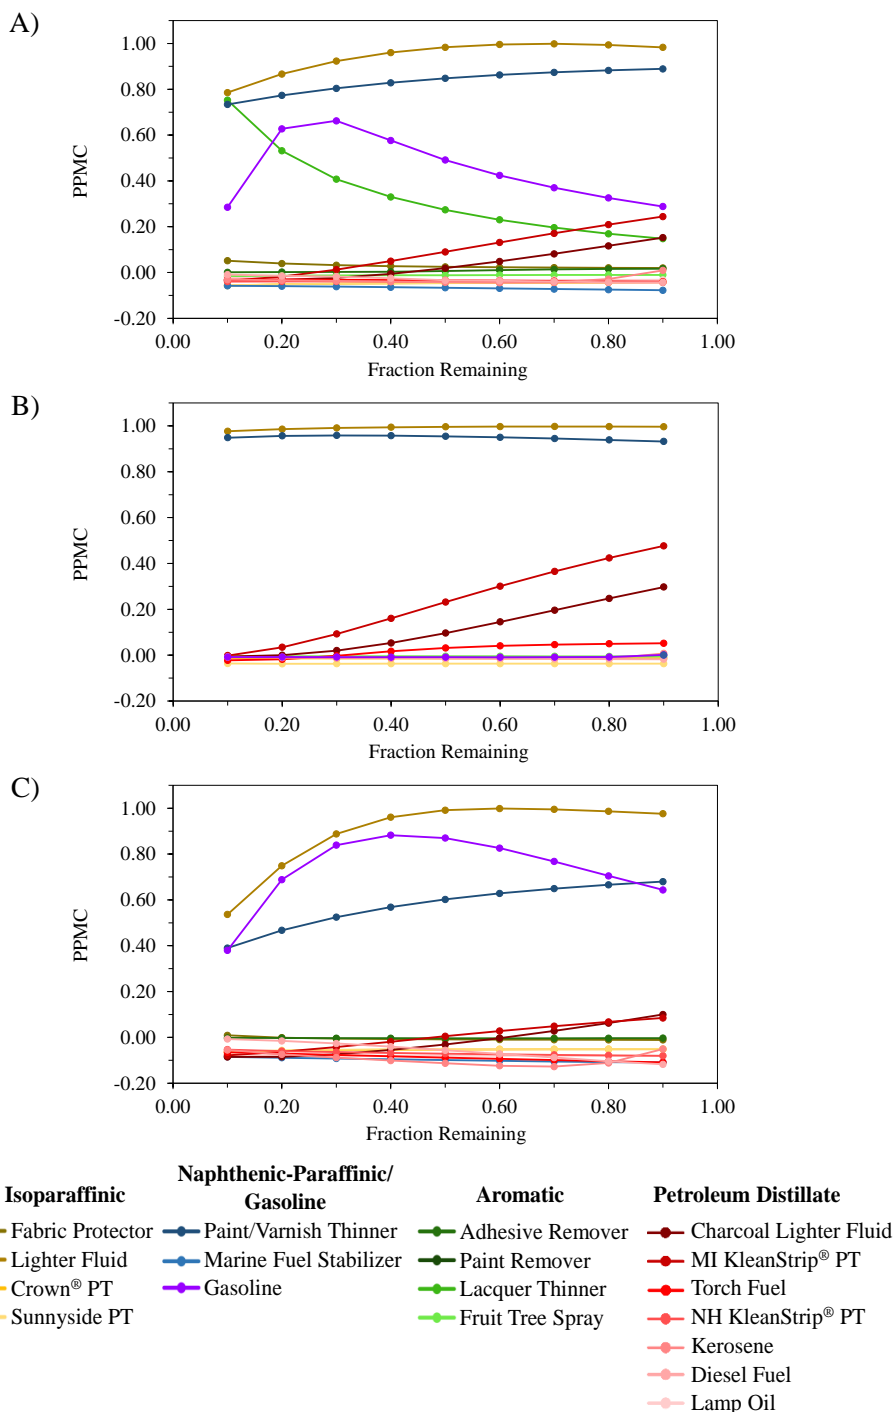 A)
1.00
0.80
0.60
0.40
0.20
0.00
-0.20
PPMC
0.00 0.20 0.40 0.60 0.80 1.00
Fraction Remaining
B)
1.00
0.80
0.60
0.40
0.20
0.00
-0.20
PPMC
0.00 0.20 0.40 0.60 0.80 1.00
Fraction Remaining
C)
1.00
0.80
0.60
0.40
0.20
0.00
-0.20
PPMC
0.00 0.20 0.40 0.60 0.80 1.00
Fraction Remaining
Isoparaffinic
Fabric Protector
Lighter Fluid
Crown® PT
Sunnyside PT
Naphthenic-Paraffinic/
Gasoline
Paint/Varnish Thinner
Marine Fuel Stabilizer
Gasoline
Aromatic
Adhesive Remover
Paint Remover
Lacquer Thinner
Fruit Tree Spray
Petroleum Distillate
Charcoal Lighter Fluid
MI KleanStrip® PT
Torch Fuel
NH KleanStrip® PT
Kerosene
Diesel Fuel
Lamp Oil